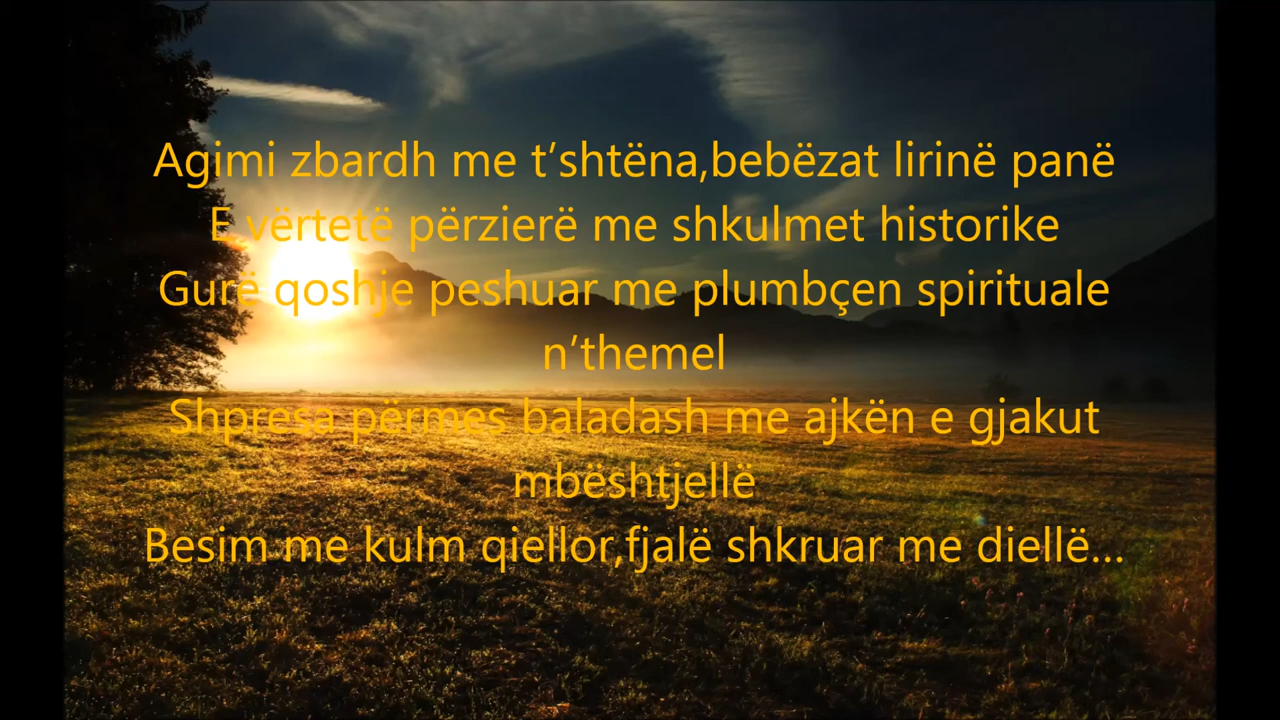 Agimi zbardh me t’shtëna,bebëzat lirinë panë
E vërtetë përzierë me shkulmet historike
Gurë qoshje peshuar me plumbçen spirituale
n’themel
Shpresa përmes baladash me ajkën e gjakut
mbështjellë
Besim me kulm qiellor,fjalë shkruar me diellë...